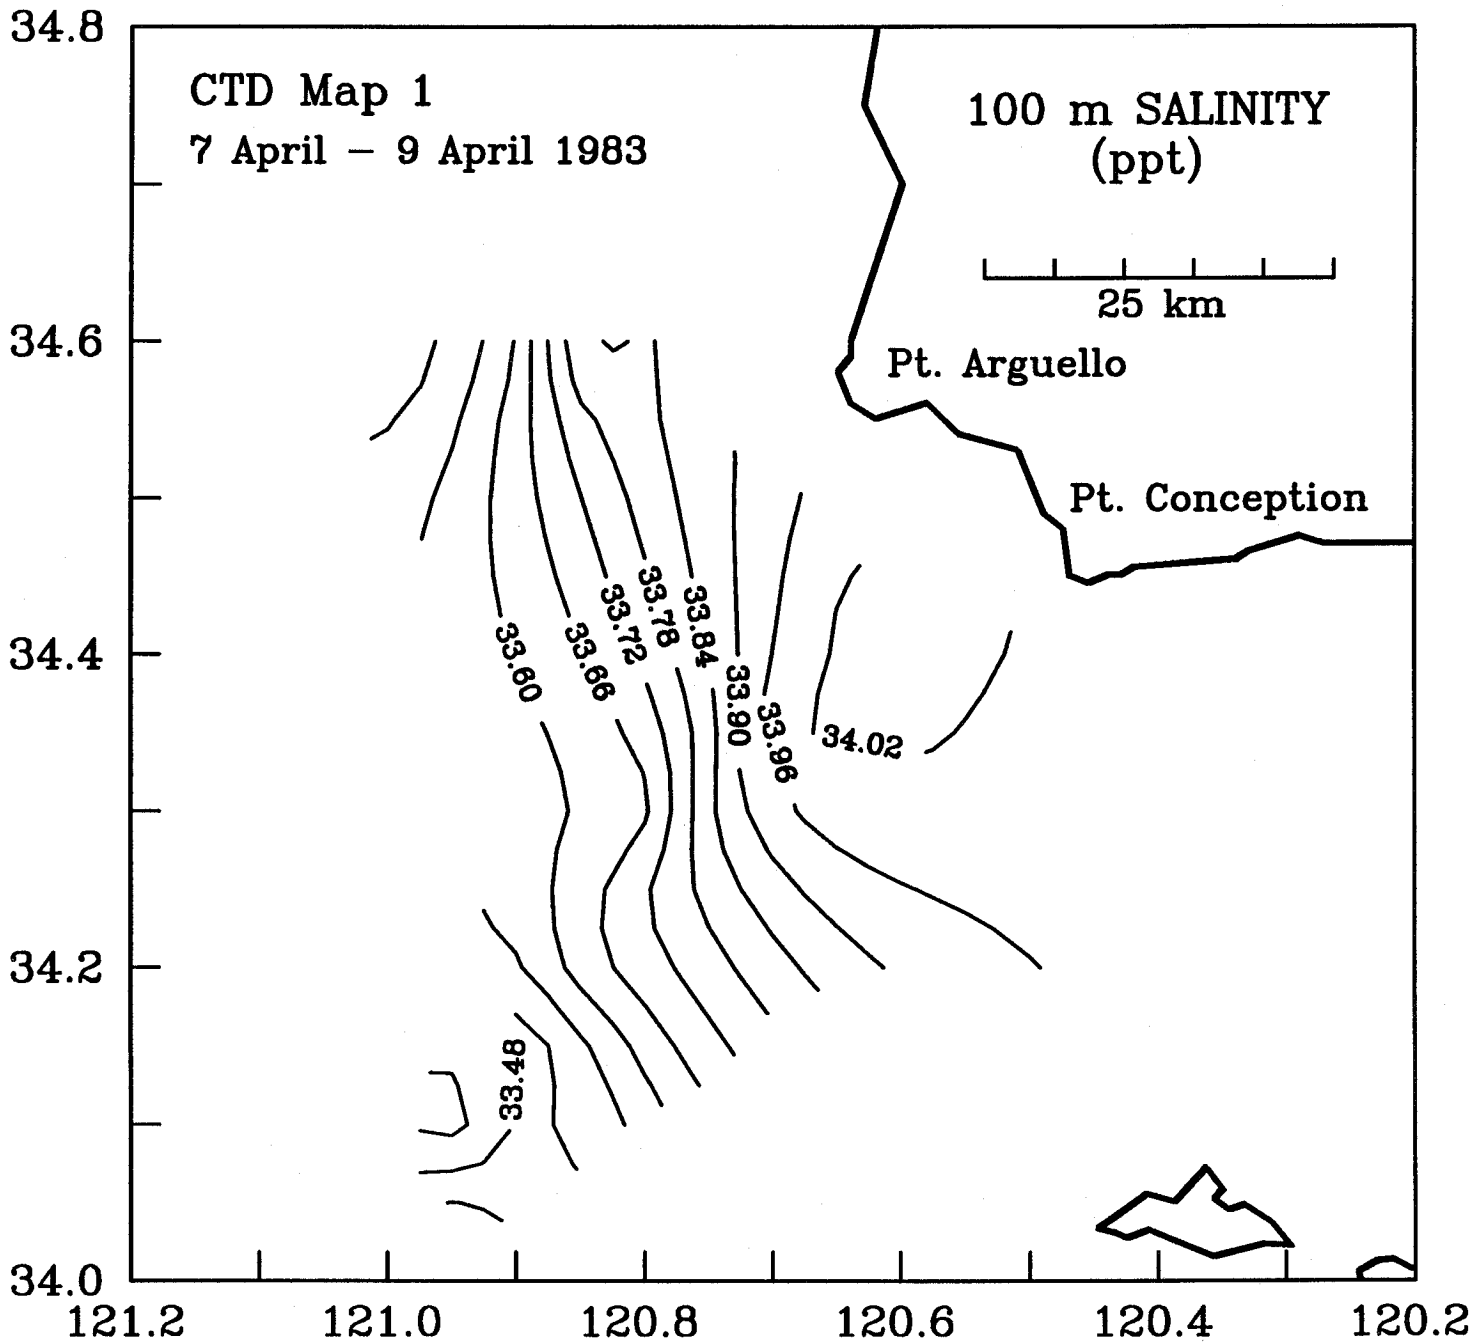 34.8
CTD Map 1
7 April – 9 April 1983
100 m SALINITY
(ppt)
25 km
34.6
Pt. Arguello
Pt. Conception
33.60
33.66
33.72
33.78
33.84
33.90
33.96
34.02
34.4
34.2
33.48
34.0
121.2
121.0
120.8
120.6
120.4
120.2